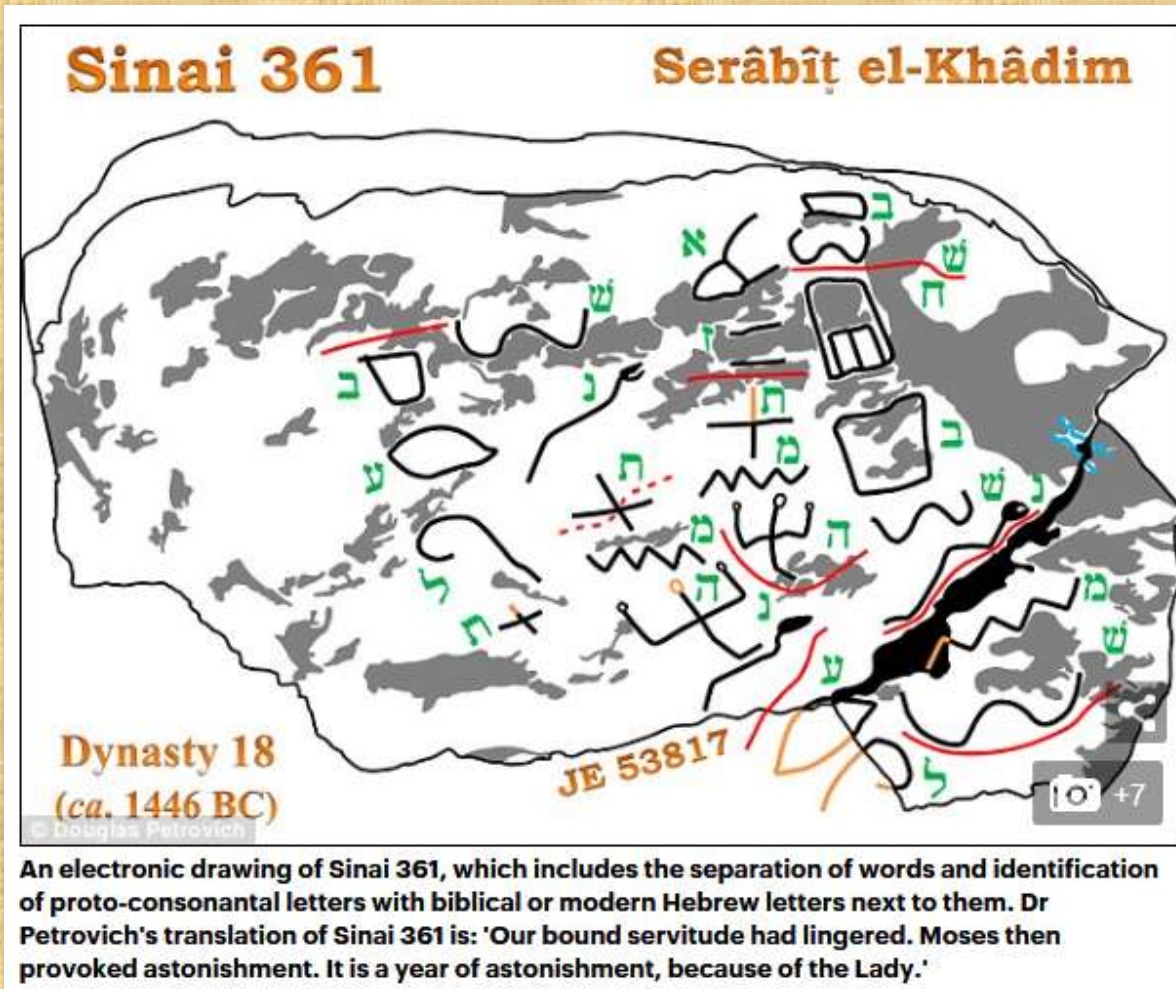 Sinai 361
Serâbîṭ el-Khâdim
ב
א
שׁ
ח
שׁ
ז
ב
נ
ת
ב
מ
ע
ת
שׁ
נ
מ
ה
ל
ה
נ
מ
ת
שׁ
ע
ל
JE 53817
Dynasty 18
(ca. 1446 BC)
© Douglas Petrovich
+7
An electronic drawing of Sinai 361, which includes the separation of words and identification
of proto-consonantal letters with biblical or modern Hebrew letters next to them. Dr
Petrovich's translation of Sinai 361 is: 'Our bound servitude had lingered. Moses then
provoked astonishment. It is a year of astonishment, because of the Lady.'